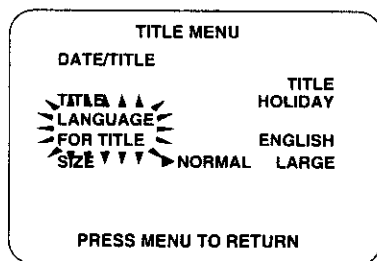 TITLE MENU
DATE/TITLE
TITLE
TITLE HOLIDAY
LANGUAGE
FOR TITLE ENGLISH
SIZE ▶NORMAL LARGE
PRESS MENU TO RETURN